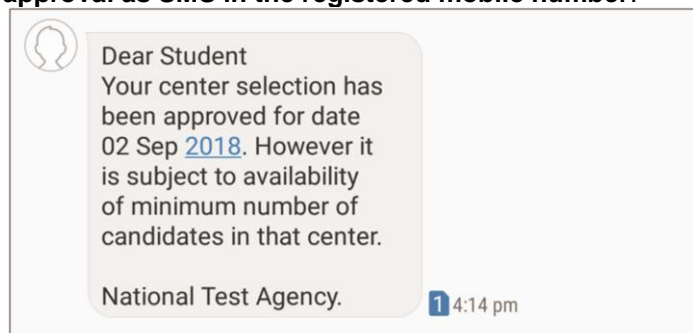 approval as SMS in the registered mobile number.
Dear Student
Your center selection has
been approved for date
02 Sep 2018. However it
is subject to availability
of minimum number of
candidates in that center.
National Test Agency.
1 4:14 pm